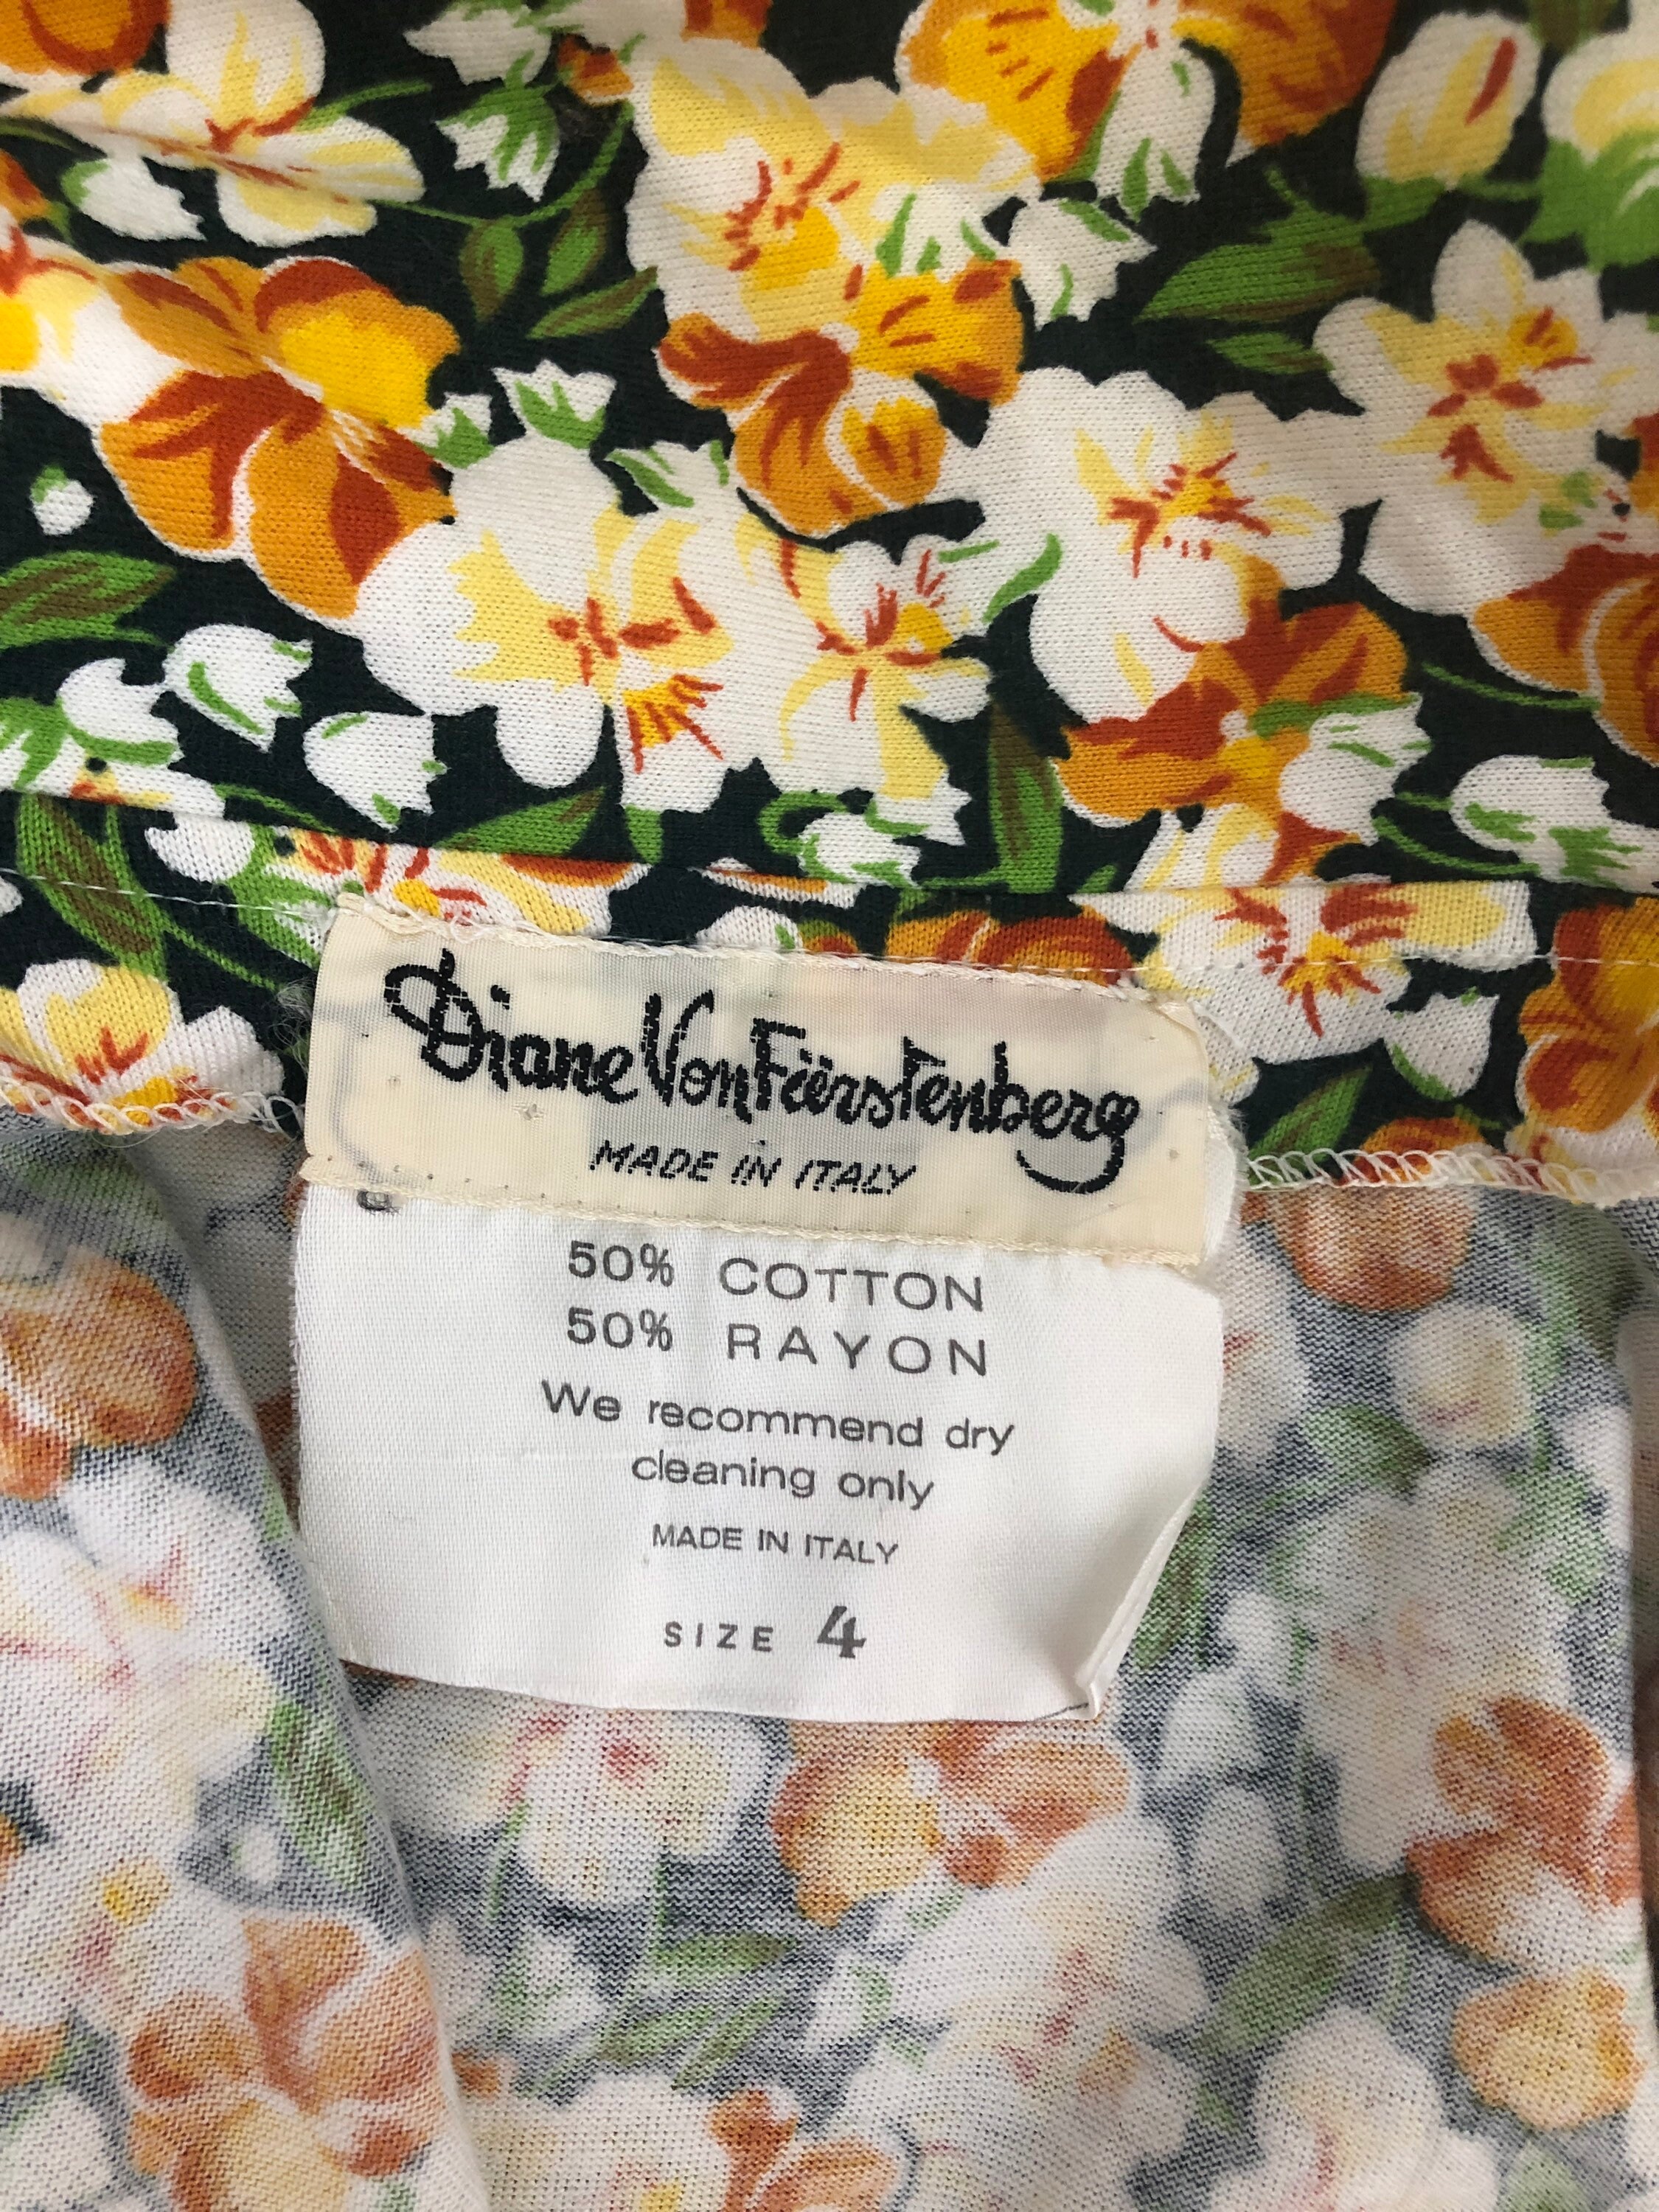 Diane Von Fürstenberg
MADE IN ITALY
50% COTTON
50% RAYON
We recommend dry
cleaning only
MADE IN ITALY
SIZE 4